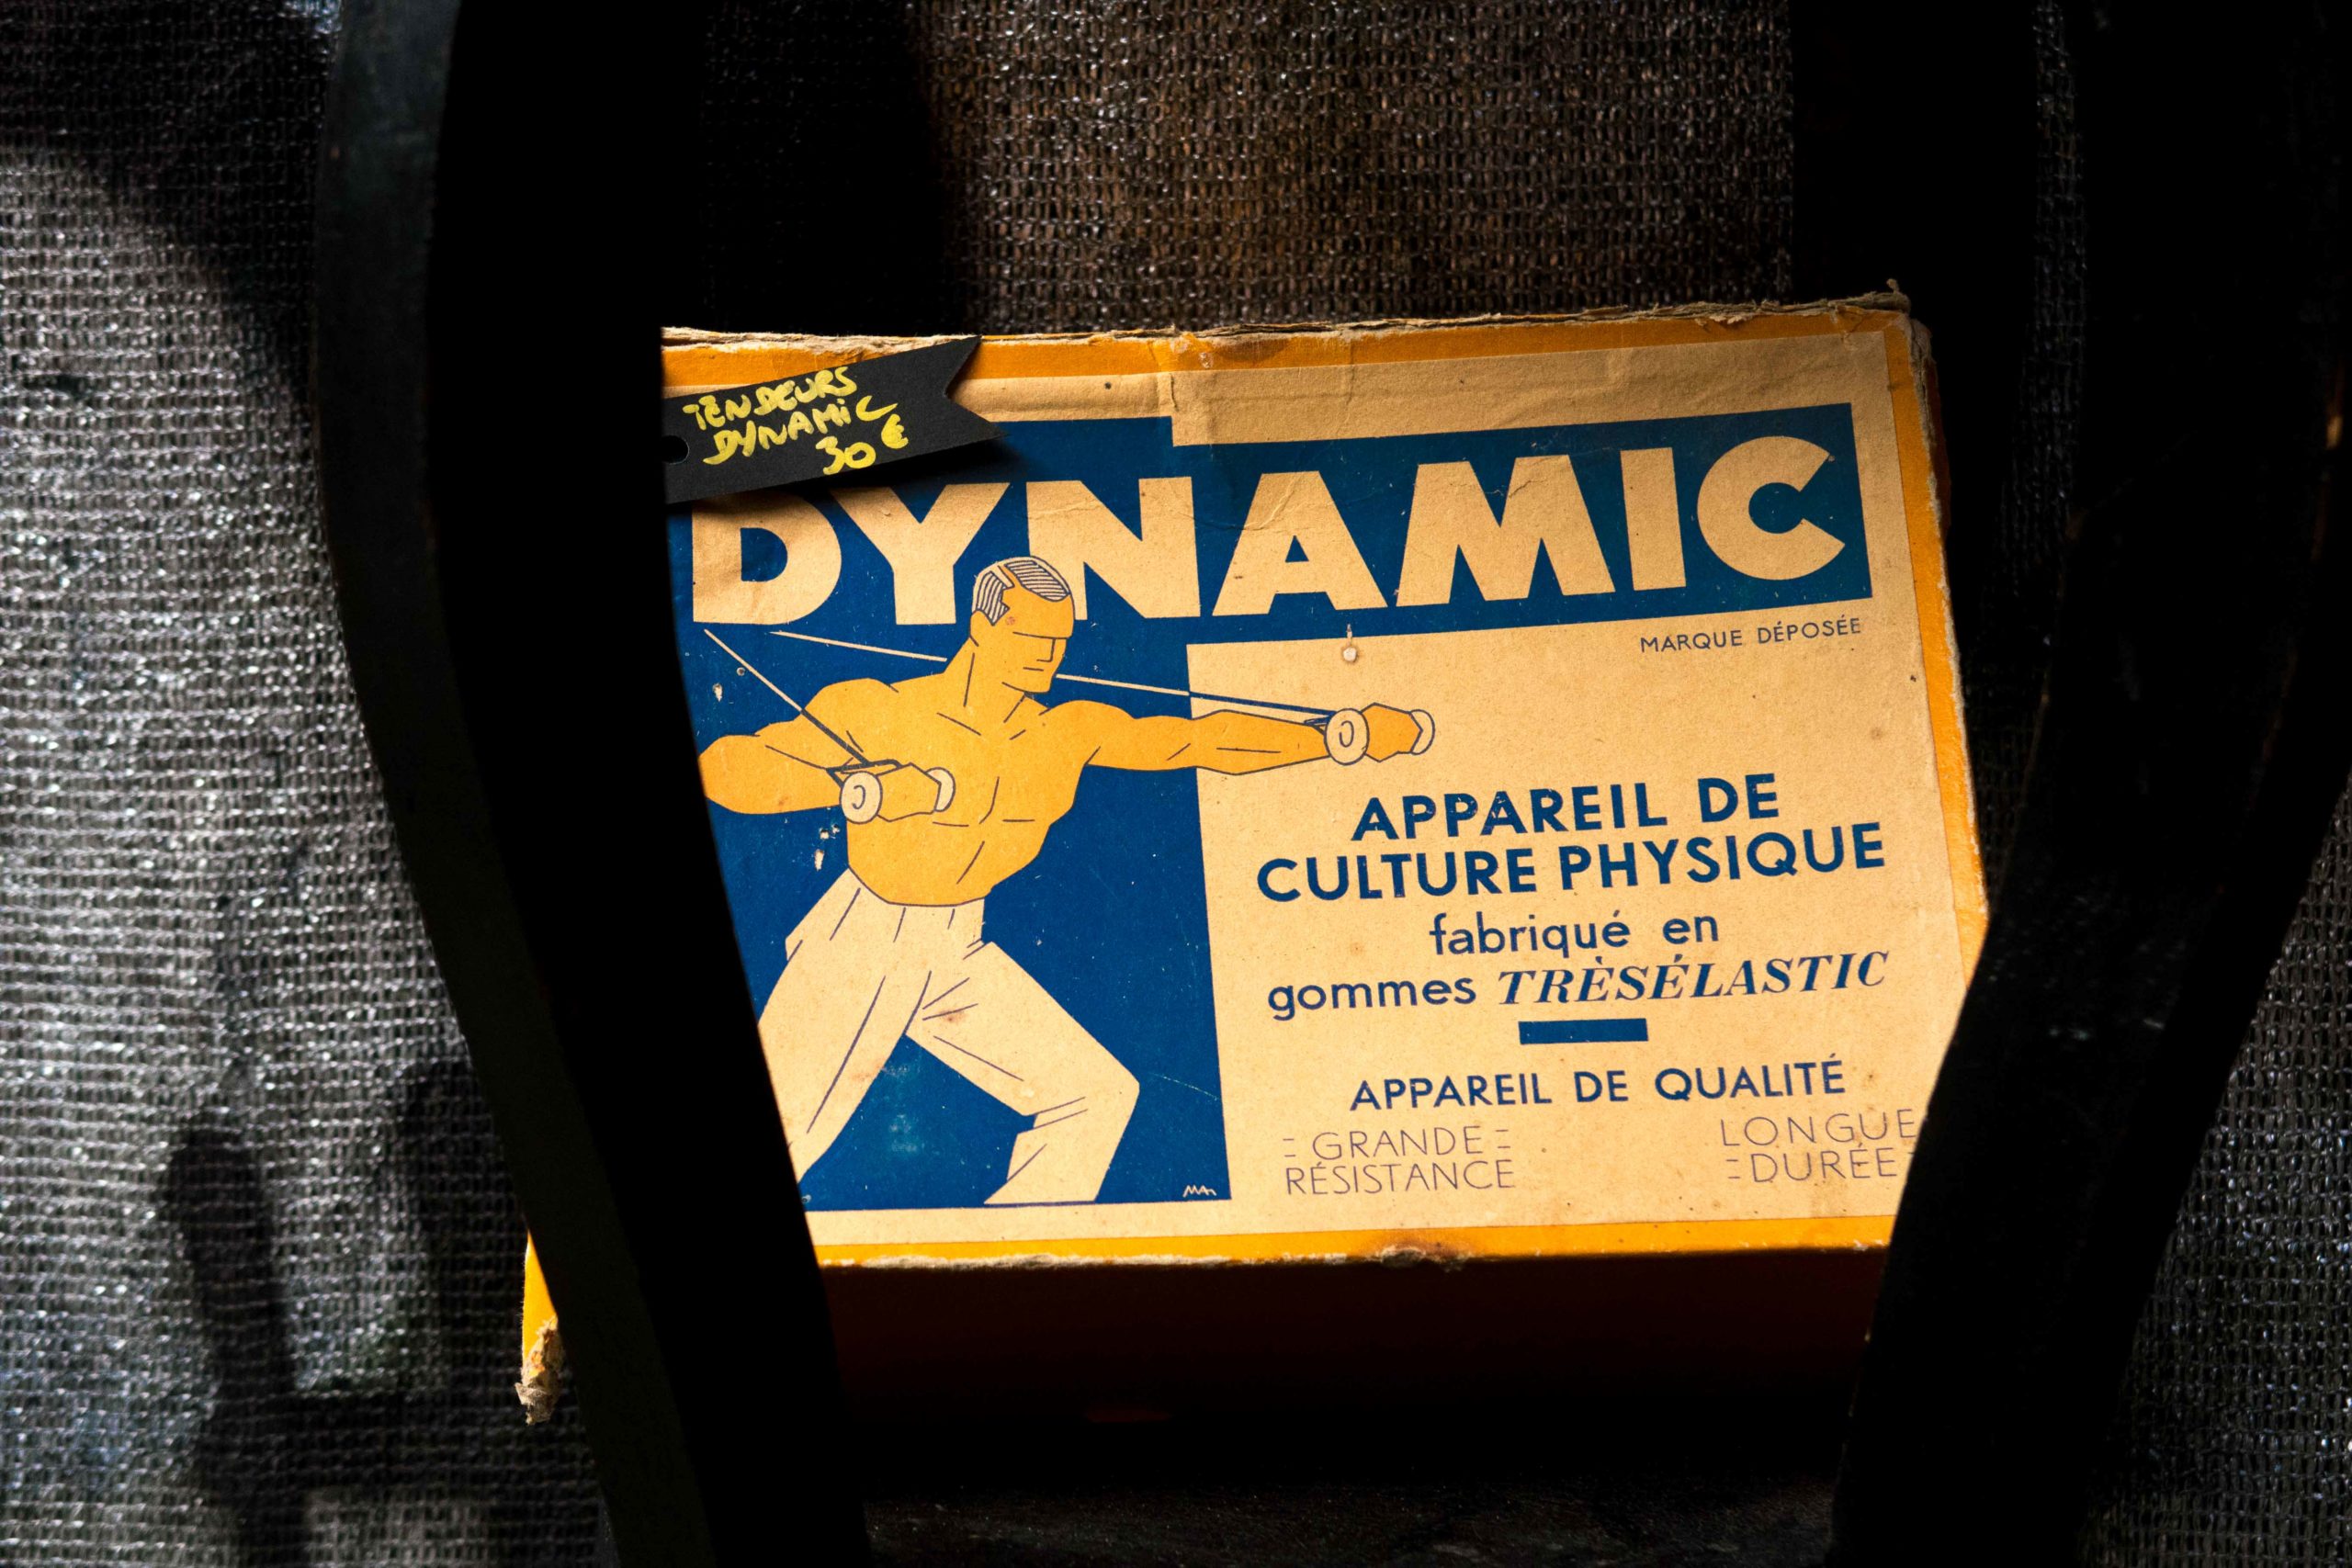 TENDEURS
DYNAMIC
30 €
DYNAMIC
MARQUE DÉPOSÉE
APPAREIL DE
CULTURE PHYSIQUE
fabriqué en
gommes TRÈSÉLASTIC
APPAREIL DE QUALITÉ
GRANDE
RÉSISTANCE
LONGUE
DURÉE